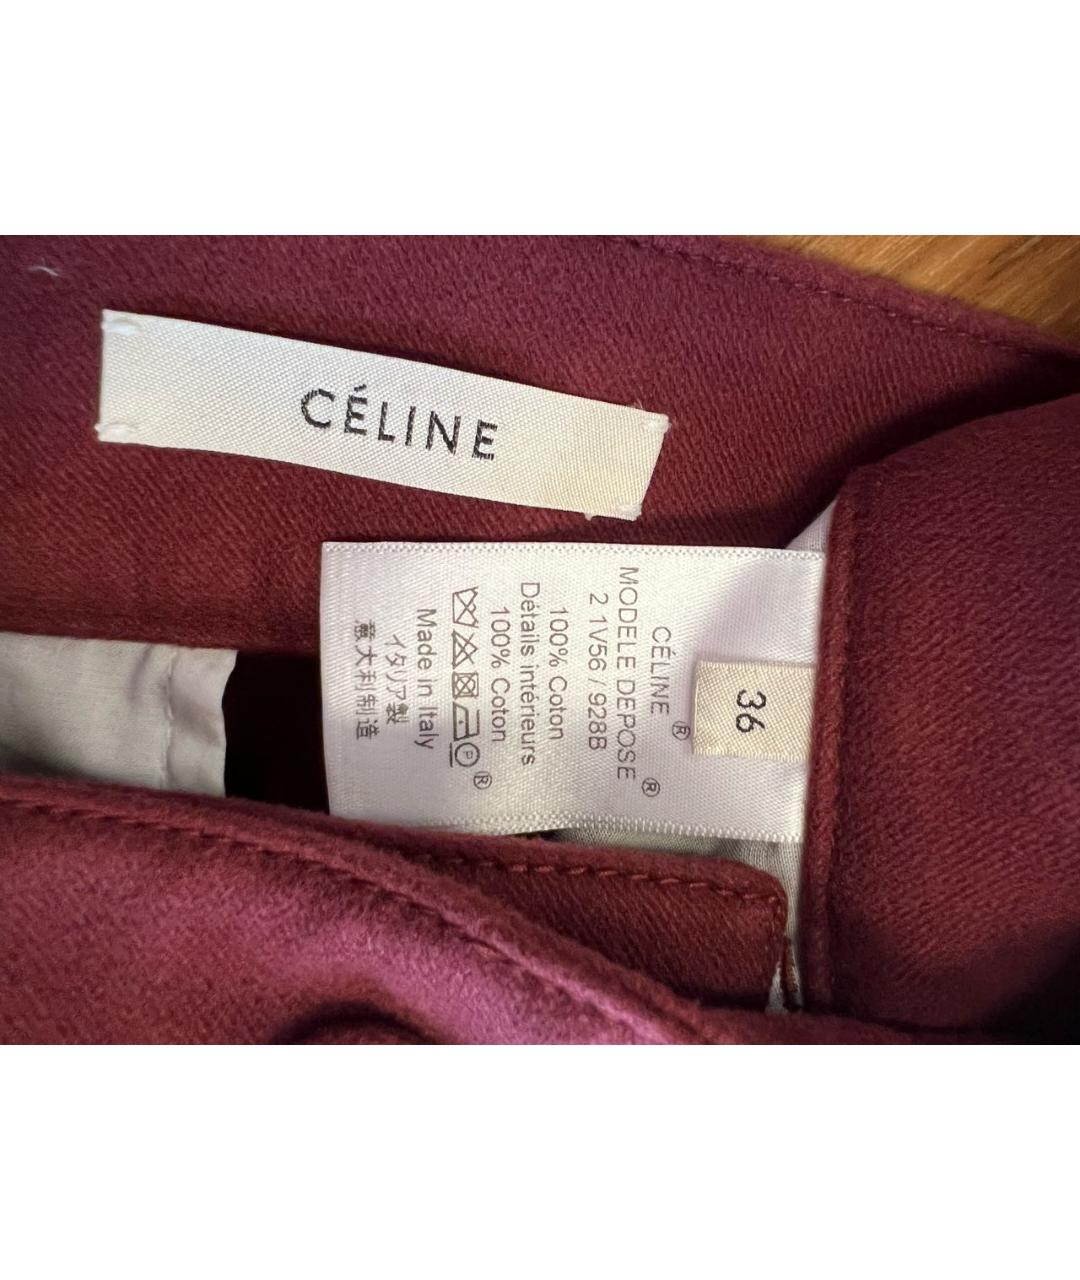 CÉLINE
36
CÉLINE ®
MODELE DEPOSE ®
2 1V56 / 928B
100% Coton
Détails intérieurs
100% Coton
P ®
Made in Italy
イタリア製
意大利制造